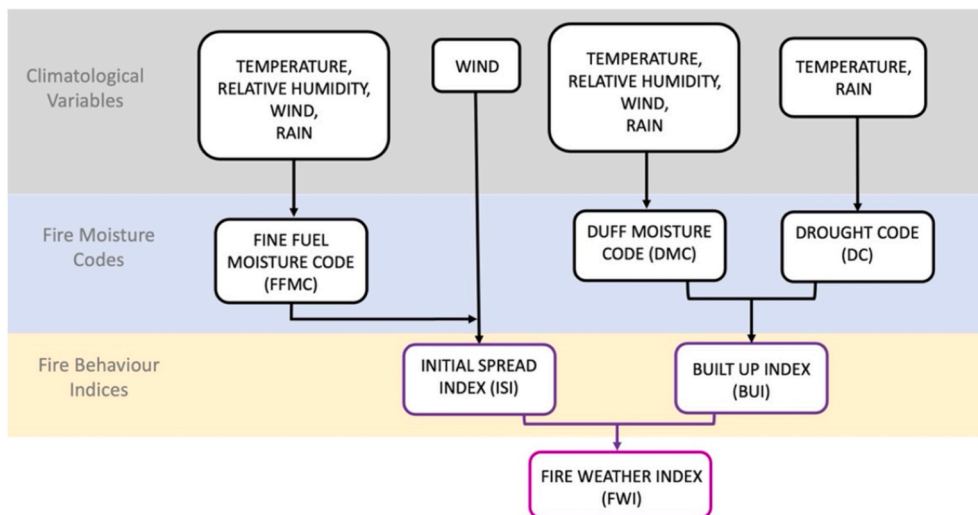 Climatological
Variables
TEMPERATURE,
RELATIVE HUMIDITY,
WIND,
RAIN
WIND
TEMPERATURE,
RELATIVE HUMIDITY,
WIND,
RAIN
TEMPERATURE,
RAIN
Fire Moisture
Codes
FINE FUEL
MOISTURE CODE
(FFMC)
DUFF MOISTURE
CODE (DMC)
DROUGHT CODE
(DC)
Fire Behaviour
Indices
INITIAL SPREAD
INDEX (ISI)
BUILT UP INDEX
(BUI)
FIRE WEATHER INDEX
(FWI)